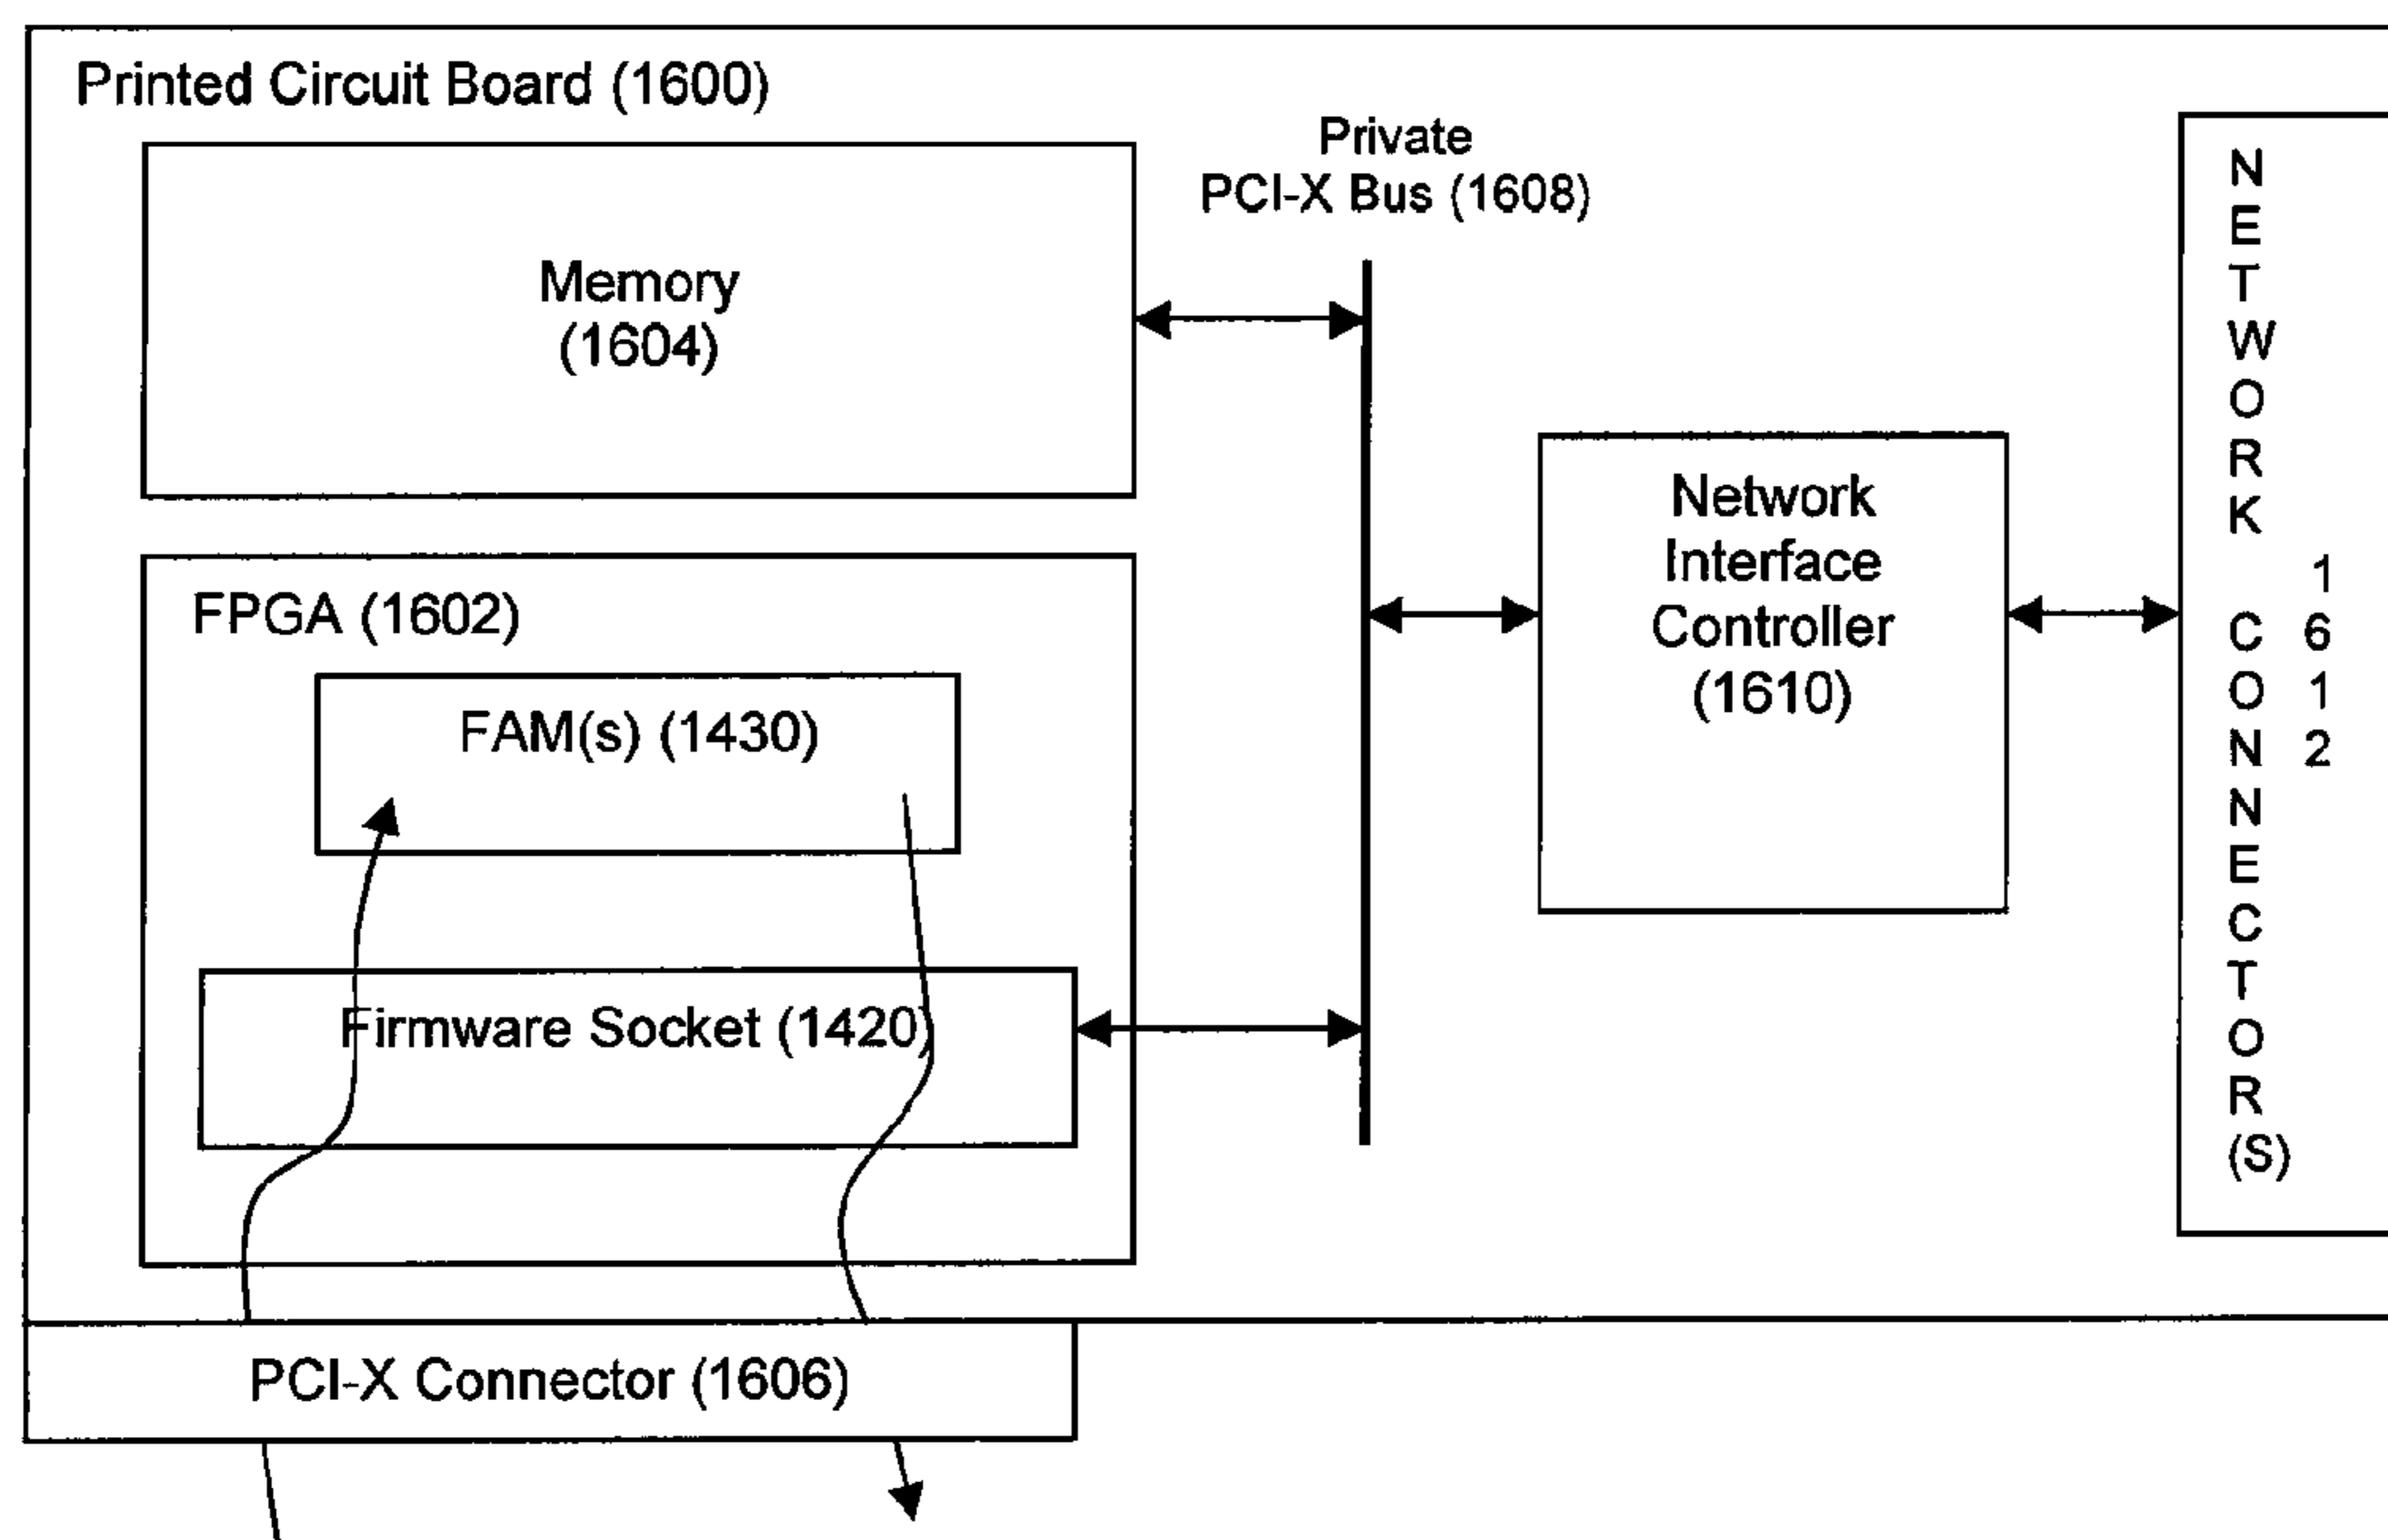 Printed Circuit Board (1600)
Private
PCI-X Bus (1608)
Memory
(1604)
FPGA (1602)
FAM(s) (1430)
Firmware Socket (1420)
Network
Interface
Controller
(1610)
NETWORK CONNECTOR(S)
1612
PCI-X Connector (1606)